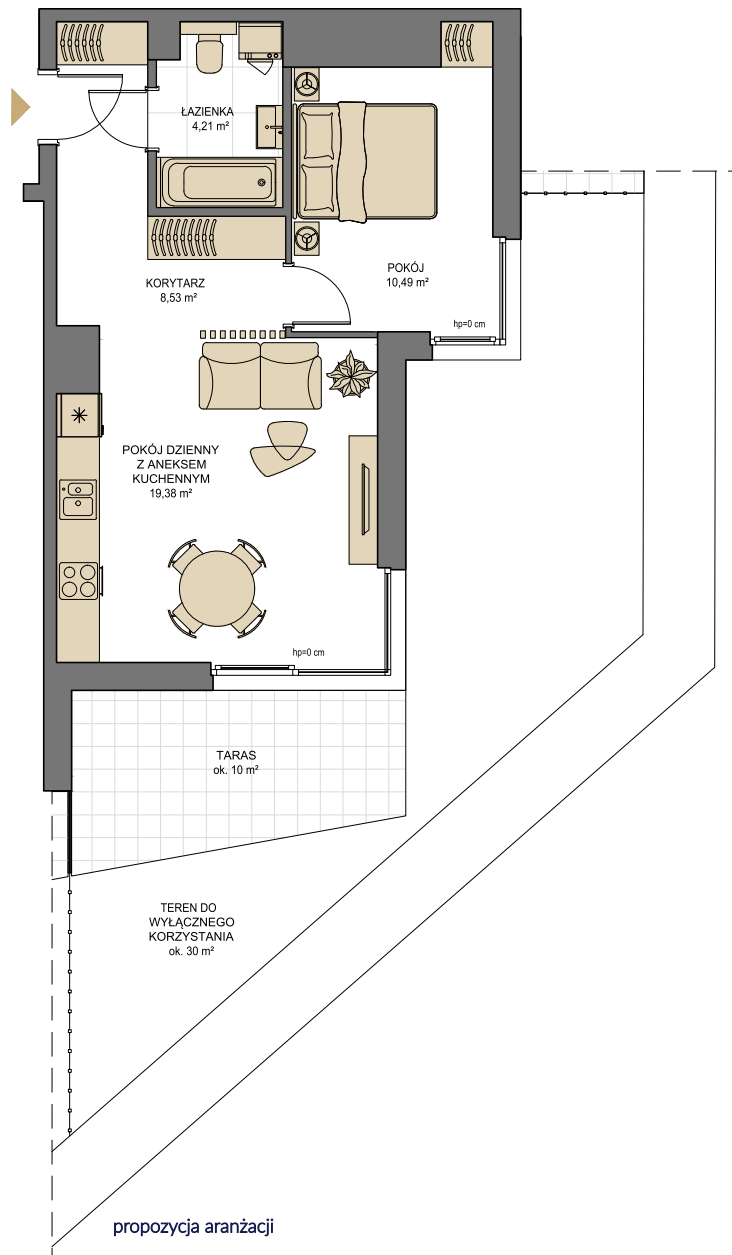 ŁAZIENKA
4,21 m²
POKÓJ
10,49 m²
KORYTARZ
8,53 m²
hp=0 cm
POKÓJ DZIENNY
Z ANEKSEM
KUCHENNYM
19,38 m²
hp=0 cm
TARAS
ok. 10 m²
TEREN DO
WYŁĄCZNEGO
KORZYSTANIA
ok. 30 m²
propozycja aranżacji